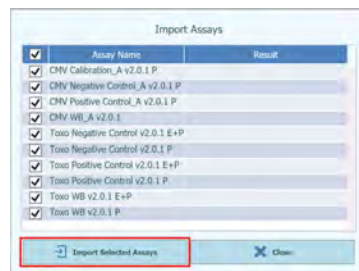 Import Assays
Assay Name Result
CMV Calibration_A v2.0.1 P
CMV Negative Control_A v2.0.1 P
CMV Positive Control_A v2.0.1 P
CMV WB_A v2.0.1
Toxo Negative Control v2.0.1 E+P
Toxo Negative Control v2.0.1 P
Toxo Positive Control v2.0.1 E+P
Toxo Positive Control v2.0.1 P
Toxo WB v2.0.1 E+P
Toxo WB v2.0.1 P
Import Selected Assays Close